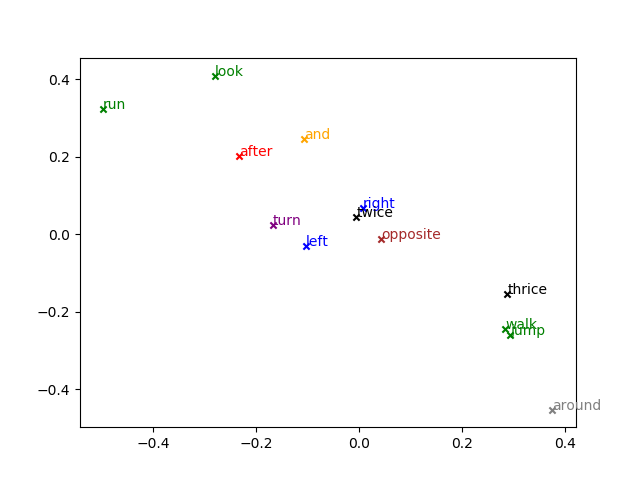 0.4
0.2
0.0
−0.2
−0.4
−0.4
−0.2
0.0
0.2
0.4
look
run
and
after
right
twice
turn
opposite
left
thrice
walk
jump
around